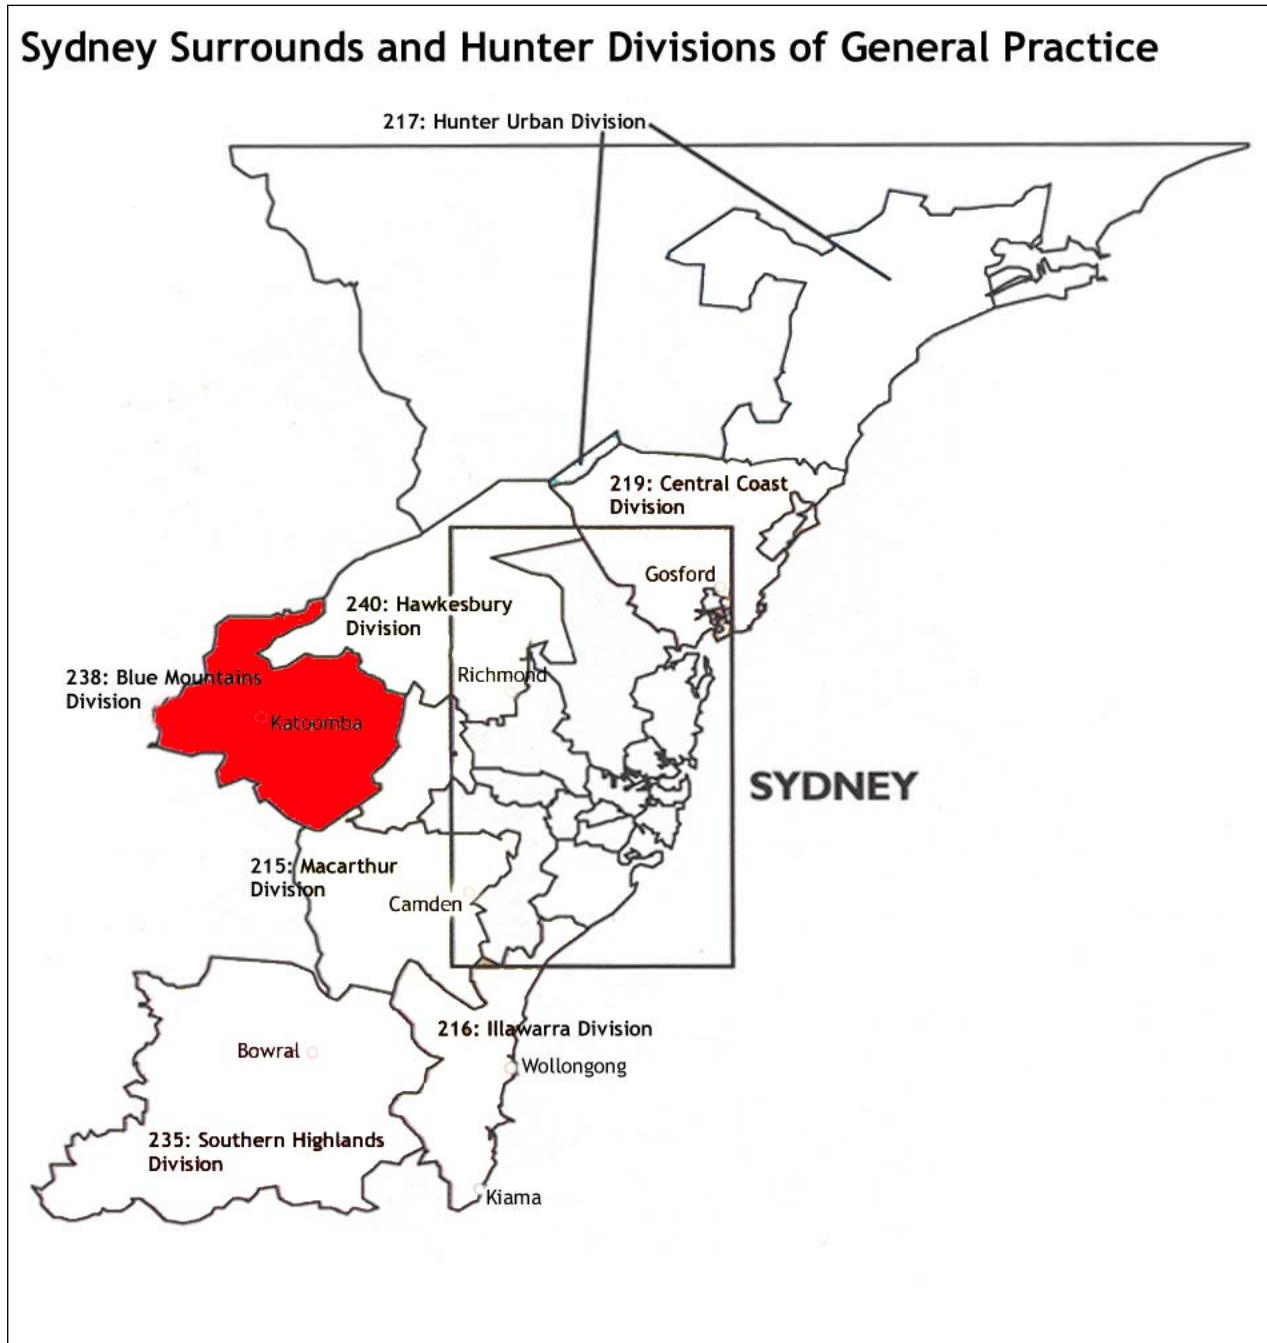 Sydney Surrounds and Hunter Divisions of General Practice
217: Hunter Urban Division
219: Central Coast
Division
Gosford
240: Hawkesbury
Division
Richmond
238: Blue Mountains
Division
Katoomba
SYDNEY
215: Macarthur
Division
Camden
216: Illawarra Division
Bowral
Wollongong
235: Southern Highlands
Division
Kiama